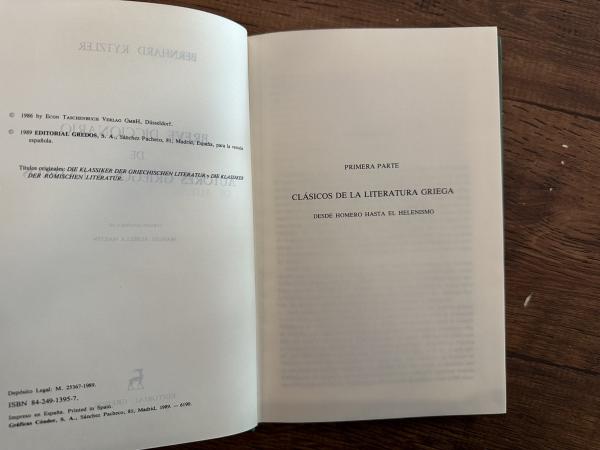 © 1986 by ECON TASCHENBUCH VERLAG GMBH, Düsseldorf.
© 1989 EDITORIAL GREDOS, S. A., Sánchez Pacheco, 81, Madrid, España, para la versión
española.
Títulos originales: DIE KLASSIKER DER GRIECHISCHEN LITERATUR y DIE KLASSIKER
DER RÖMISCHEN LITERATUR.
Depósito Legal: M. 25367-1989.
ISBN 84-249-1395-7.
Impreso en España. Printed in Spain.
Gráficas Cóndor, S. A., Sánchez Pacheco, 81, Madrid, 1989. — 6190.
PRIMERA PARTE
CLÁSICOS DE LA LITERATURA GRIEGA
DESDE HOMERO HASTA EL HELENISMO